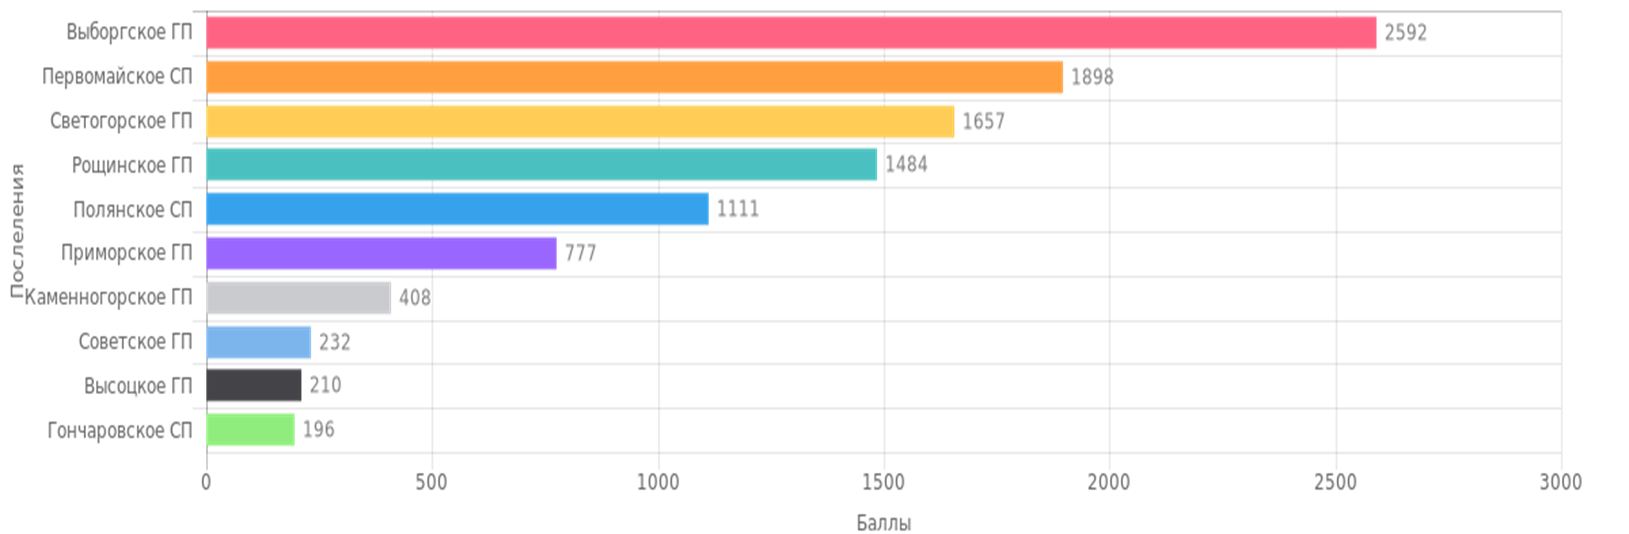 Выборгское ГП 2592
Первомайское СП 1898
Светогорское ГП 1657
Рощинское ГП 1484
Полянское СП 1111
Приморское ГП 777
Каменногорское ГП 408
Советское ГП 232
Высоцкое ГП 210
Гончаровское СП 196
Послеления
0 500 1000 1500 2000 2500 3000
Баллы